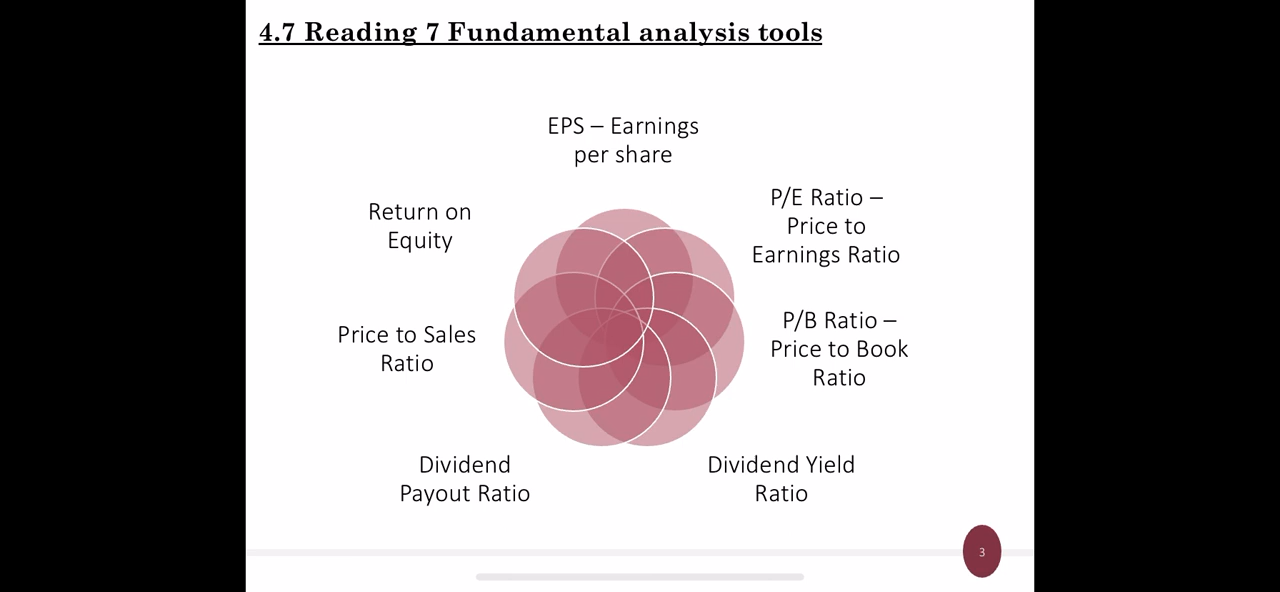 4.7 Reading 7 Fundamental analysis tools
EPS – Earnings
per share
P/E Ratio –
Price to
Earnings Ratio
P/B Ratio –
Price to Book
Ratio
Dividend Yield
Ratio
Dividend
Payout Ratio
Price to Sales
Ratio
Return on
Equity
3